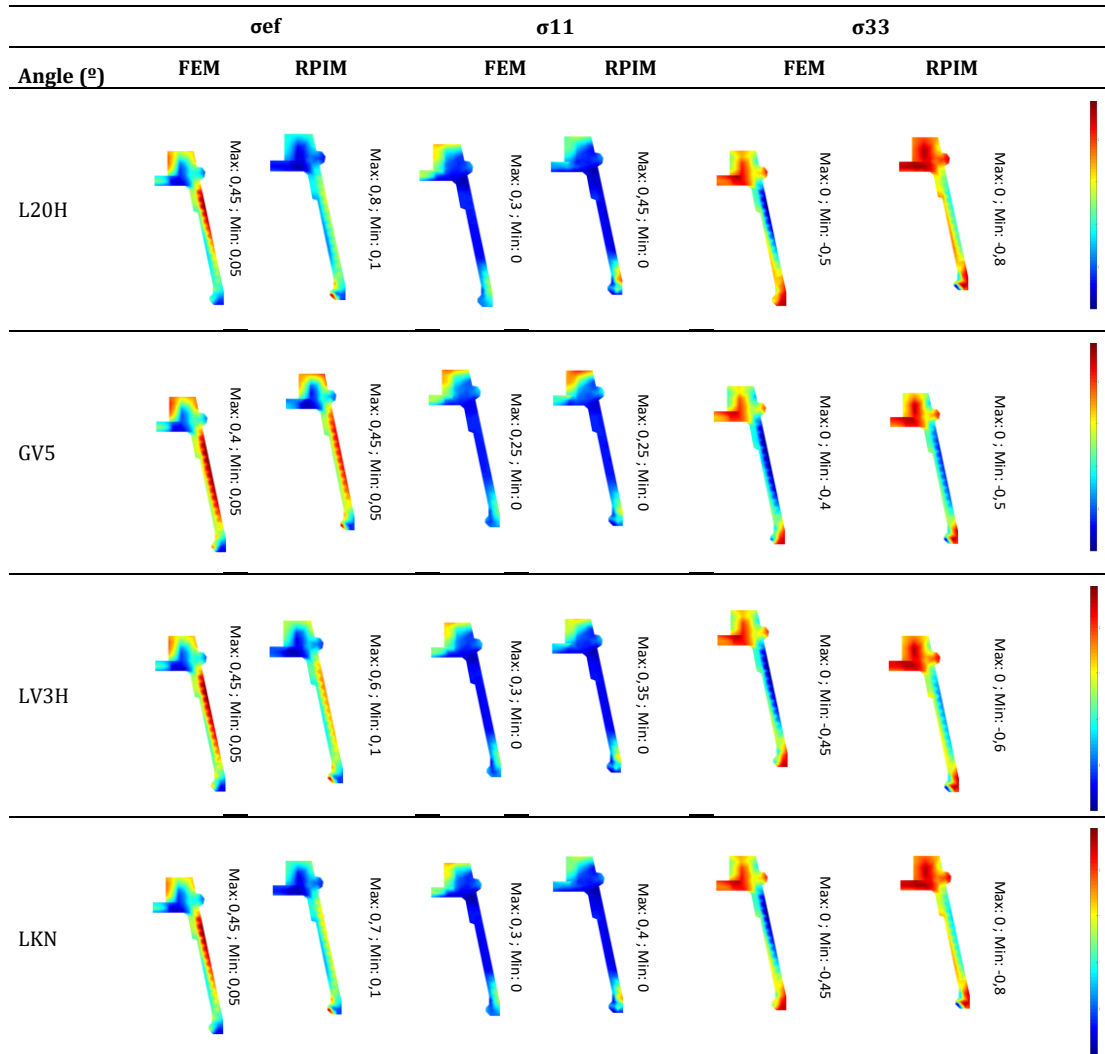 σef σ11 σ33
Angle (º) FEM RPIM FEM RPIM FEM RPIM
L20H
Max: 0,45 ; Min: 0,05
Max: 0,8 ; Min: 0,1
Max: 0,3 ; Min: 0
Max: 0,45 ; Min: 0
Max: 0 ; Min: -0,5
Max: 0 ; Min: -0,8
GV5
Max: 0,4 ; Min: 0,05
Max: 0,45 ; Min: 0,05
Max: 0,25 ; Min: 0
Max: 0,25 ; Min: 0
Max: 0 ; Min: -0,4
Max: 0 ; Min: -0,5
LV3H
Max: 0,45 ; Min: 0,05
Max: 0,6 ; Min: 0,1
Max: 0,3 ; Min: 0
Max: 0,35 ; Min: 0
Max: 0 ; Min: -0,45
Max: 0 ; Min: -0,6
LKN
Max: 0,45 ; Min: 0,05
Max: 0,7 ; Min: 0,1
Max: 0,3 ; Min: 0
Max: 0,4 ; Min: 0
Max: 0 ; Min: -0,45
Max: 0 ; Min: -0,8